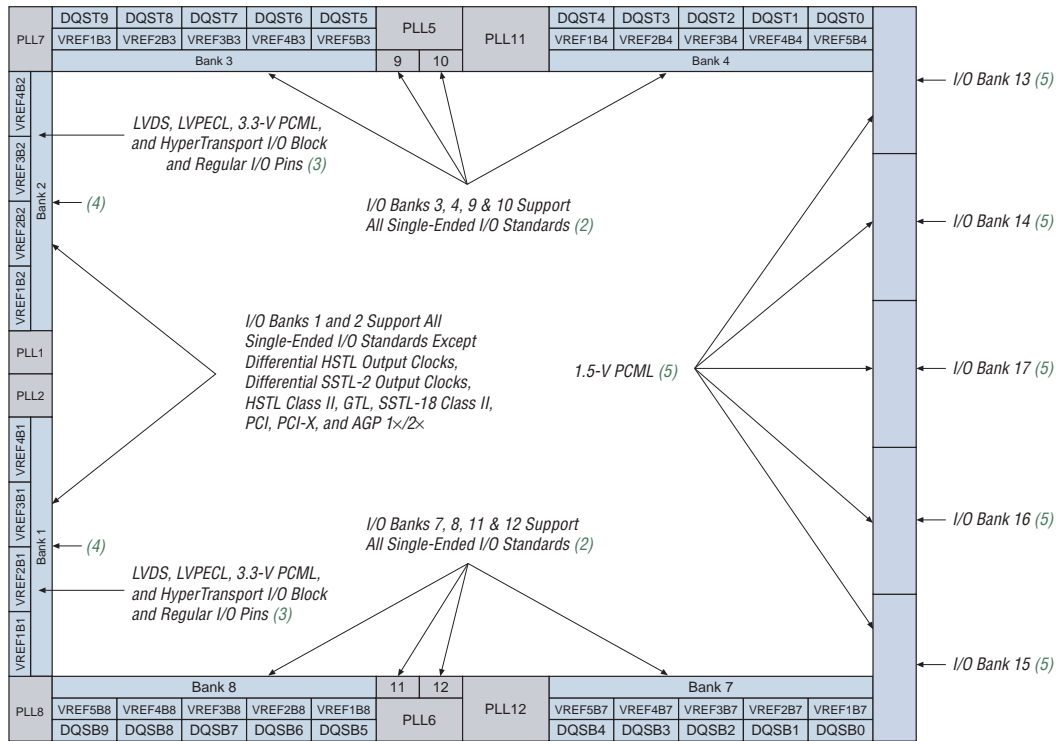 PLL7
DQST9 DQST8 DQST7 DQST6 DQST5
VREF1B3 VREF2B3 VREF3B3 VREF4B3 VREF5B3
Bank 3
PLL5
9 10
PLL11
DQST4 DQST3 DQST2 DQST1 DQST0
VREF1B4 VREF2B4 VREF3B4 VREF4B4 VREF5B4
Bank 4
VREF4B2
VREF3B2
VREF2B2
VREF1B2
Bank 2
LVDS, LVPECL, 3.3-V PCML,
and HyperTransport I/O Block
and Regular I/O Pins (3)
(4)
I/O Banks 3, 4, 9 & 10 Support
All Single-Ended I/O Standards (2)
I/O Bank 13 (5)
I/O Bank 14 (5)
PLL1
PLL2
I/O Banks 1 and 2 Support All
Single-Ended I/O Standards Except
Differential HSTL Output Clocks,
Differential SSTL-2 Output Clocks,
HSTL Class II, GTL, SSTL-18 Class II,
PCI, PCI-X, and AGP 1×/2×
1.5-V PCML (5)
I/O Bank 17 (5)
VREF4B1
VREF3B1
VREF2B1
VREF1B1
Bank 1
(4)
LVDS, LVPECL, 3.3-V PCML,
and HyperTransport I/O Block
and Regular I/O Pins (3)
I/O Banks 7, 8, 11 & 12 Support
All Single-Ended I/O Standards (2)
I/O Bank 16 (5)
I/O Bank 15 (5)
PLL8
Bank 8
VREF5B8 VREF4B8 VREF3B8 VREF2B8 VREF1B8
DQSB9 DQSB8 DQSB7 DQSB6 DQSB5
11 12
PLL6
PLL12
Bank 7
VREF5B7 VREF4B7 VREF3B7 VREF2B7 VREF1B7
DQSB4 DQSB3 DQSB2 DQSB1 DQSB0